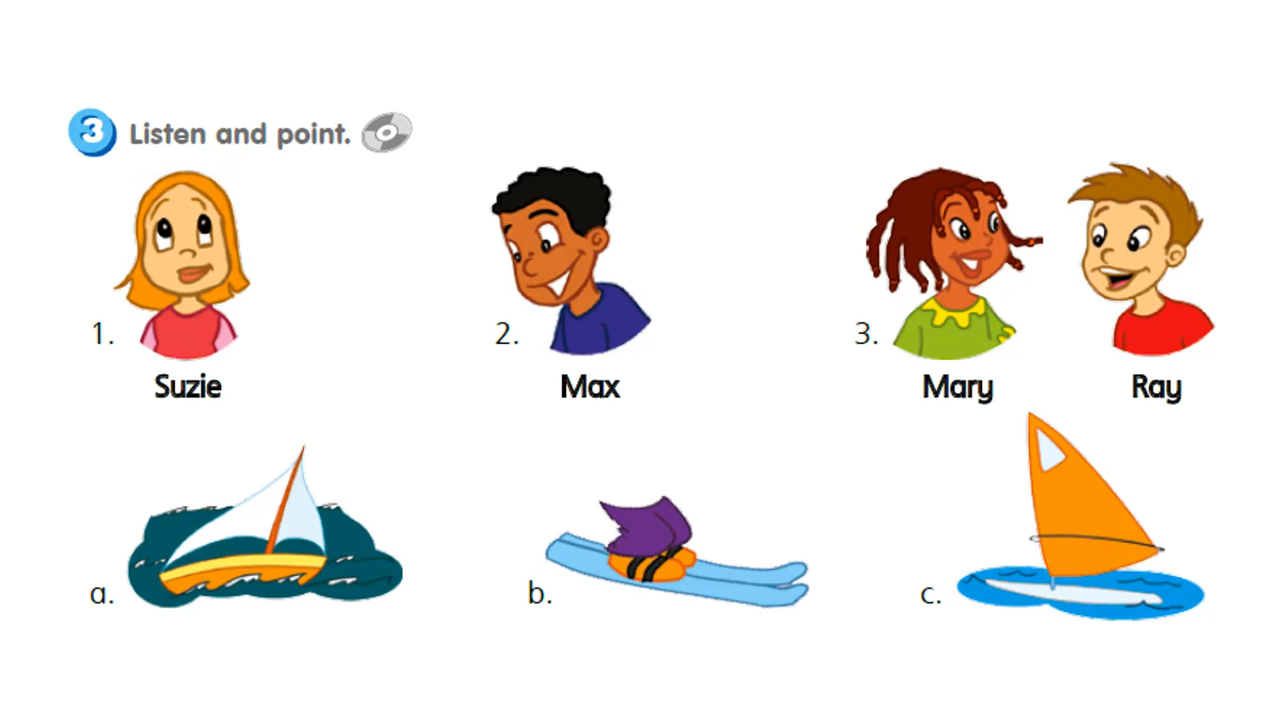 3 Listen and point.
1.
2.
3.
Suzie
Max
Mary
Ray
a.
b.
c.